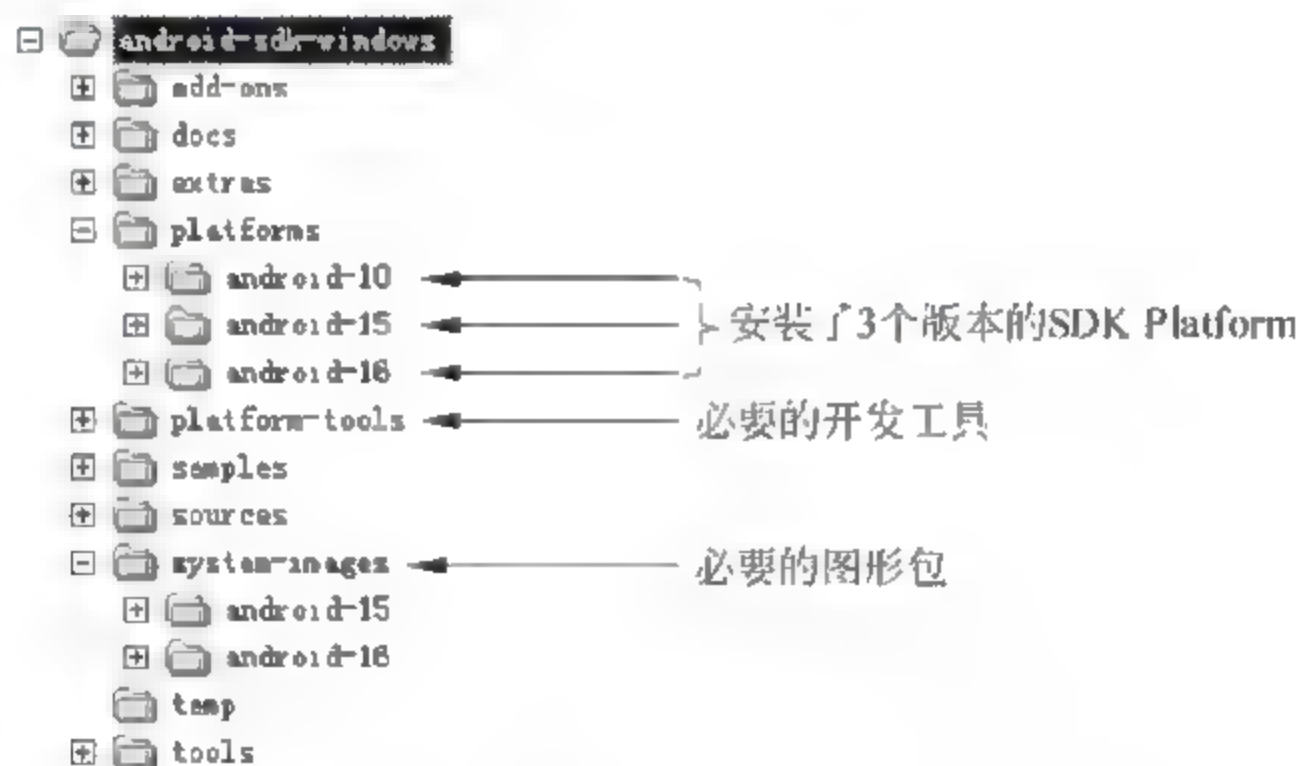 android-sdk-windows
add-ons
docs
extras
platforms
android-10
android-15
安装了3个版本的SDK Platform
android-16
platform-tools
必要的开发工具
samples
sources
system-images
必要的图形包
android-15
android-16
temp
tools